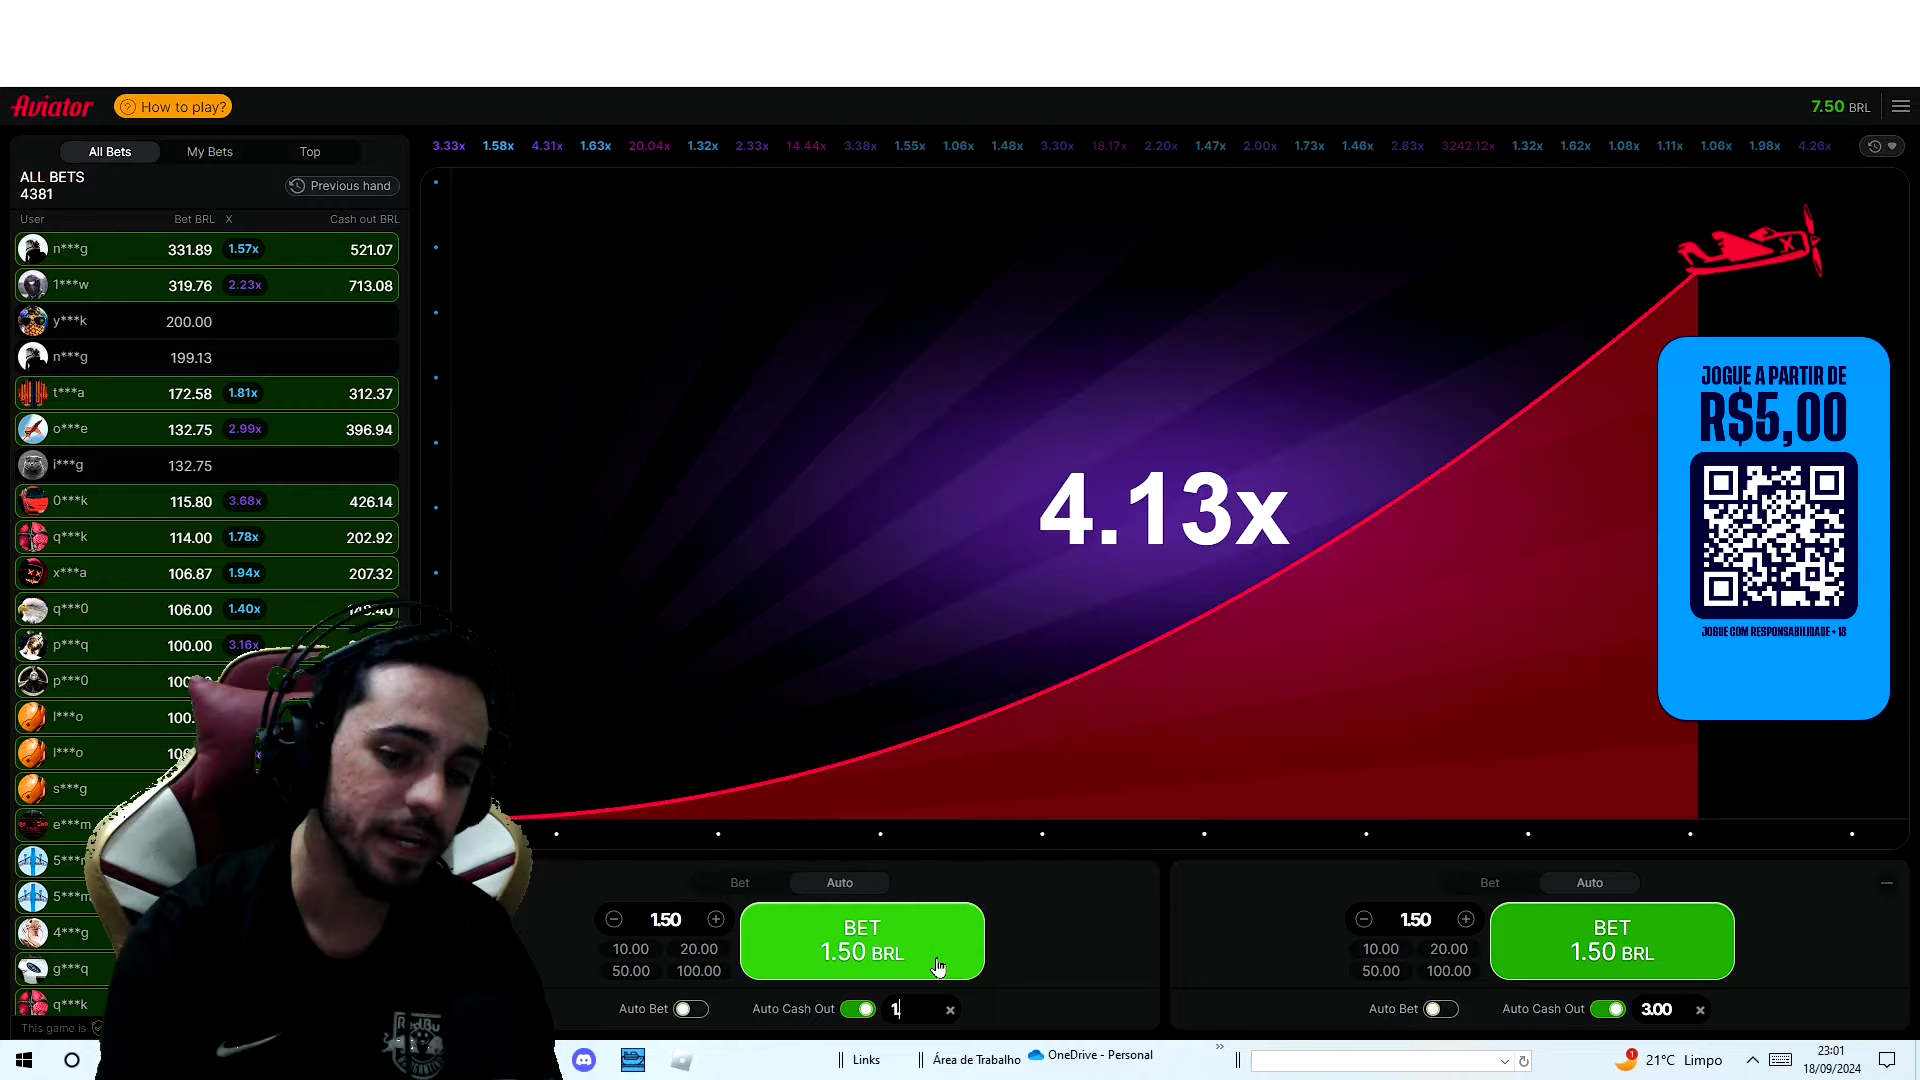 Aviator
How to play?
7.50 BRL
All Bets My Bets Top
3.33x 1.58x 4.31x 1.63x 20.04x 1.32x 2.33x 14.44x 3.38x 1.55x 1.06x 1.48x 3.30x 18.17x 2.20x 1.47x 2.00x 1.73x 1.46x 2.83x 3242.12x 1.32x 1.62x 1.08x 1.11x 1.06x 1.98x 4.26x
ALL BETS
4381
Previous hand
User Bet BRL X Cash out BRL
n***g 331.89 1.57x 521.07
1***w 319.76 2.23x 713.08
y***k 200.00
n***g 199.13
t***a 172.58 1.81x 312.37
o***e 132.75 2.99x 396.94
i***g 132.75
0***k 115.80 3.68x 426.14
q***k 114.00 1.78x 202.92
x***a 106.87 1.94x 207.32
q***0 106.00 1.40x 148.40
p***q 100.00 3.16x
p***0
l***o 100.
l***o
s***g
e***m
5***
5***m
4***g
g***q
q***k
This game is
4.13x
X
JOGUE A PARTIR DE
R$5,00
JOGUE COM RESPONSABILIDADE +18
Bet Auto
1.50
10.00 20.00
50.00 100.00
BET
1.50 BRL
Auto Bet Auto Cash Out 1.
Bet Auto
1.50
10.00 20.00
50.00 100.00
BET
1.50 BRL
Auto Bet Auto Cash Out 3.00
Links
Área de Trabalho
OneDrive - Personal
1
21°C Limpo
23:01
18/09/2024